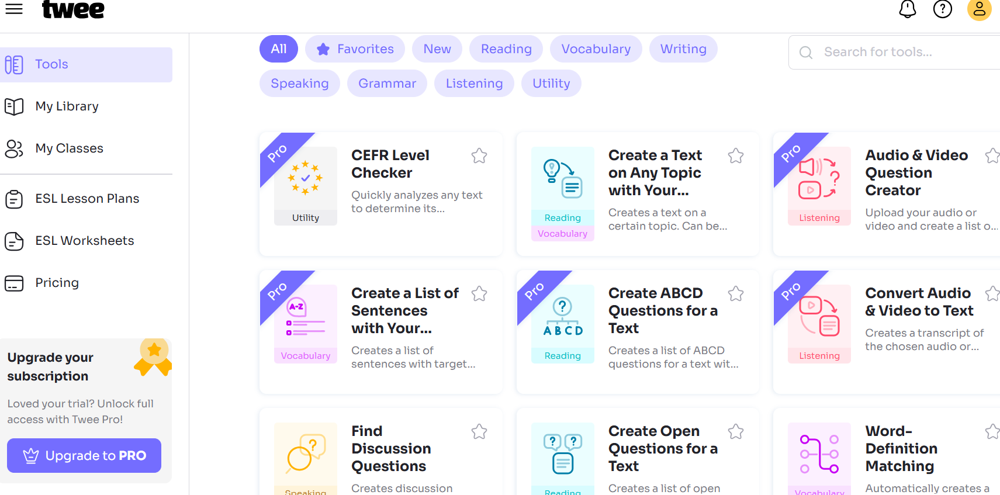 twee
Tools
My Library
My Classes
ESL Lesson Plans
ESL Worksheets
Pricing
Upgrade your
subscription
Loved your trial? Unlock full
access with Twee Pro!
Upgrade to PRO
All
Favorites
New
Reading
Vocabulary
Writing
Speaking
Grammar
Listening
Utility
Search for tools...
Pro
Utility
CEFR Level
Checker
Quickly analyzes any text
to determine its...
Reading
Vocabulary
Create a Text
on Any Topic
with Your...
Creates a text on a
certain topic. Can be...
Pro
Listening
Audio & Video
Question
Creator
Upload your audio or
video and create a list o...
Pro
A-Z
Vocabulary
Create a List of
Sentences
with Your...
Creates a list of
sentences with target...
Pro
?
A B C D
Reading
Create ABCD
Questions for a
Text
Creates a list of ABCD
questions for a text wit...
Pro
Listening
Convert Audio
& Video to Text
Creates a transcript of
the chosen audio or...
Speaking
Find
Discussion
Questions
Creates discussion
Reading
Create Open
Questions for a
Text
Creates a list of open
Vocabulary
Word-
Definition
Matching
Automatically creates a